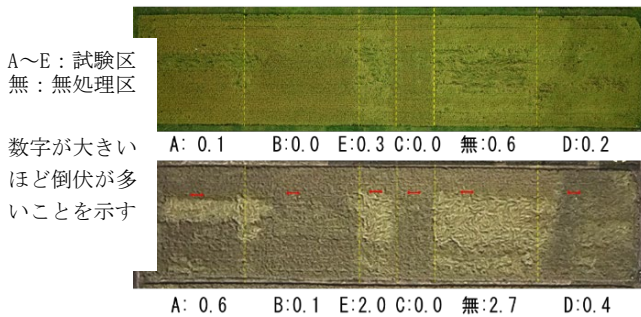 A～E：試験区
無：無処理区
A: 0.1 B:0.0 E:0.3 C:0.0 無:0.6 D:0.2
数字が大きい
ほど倒伏が多
いことを示す
A: 0.6 B:0.1 E:2.0 C:0.0 無:2.7 D:0.4